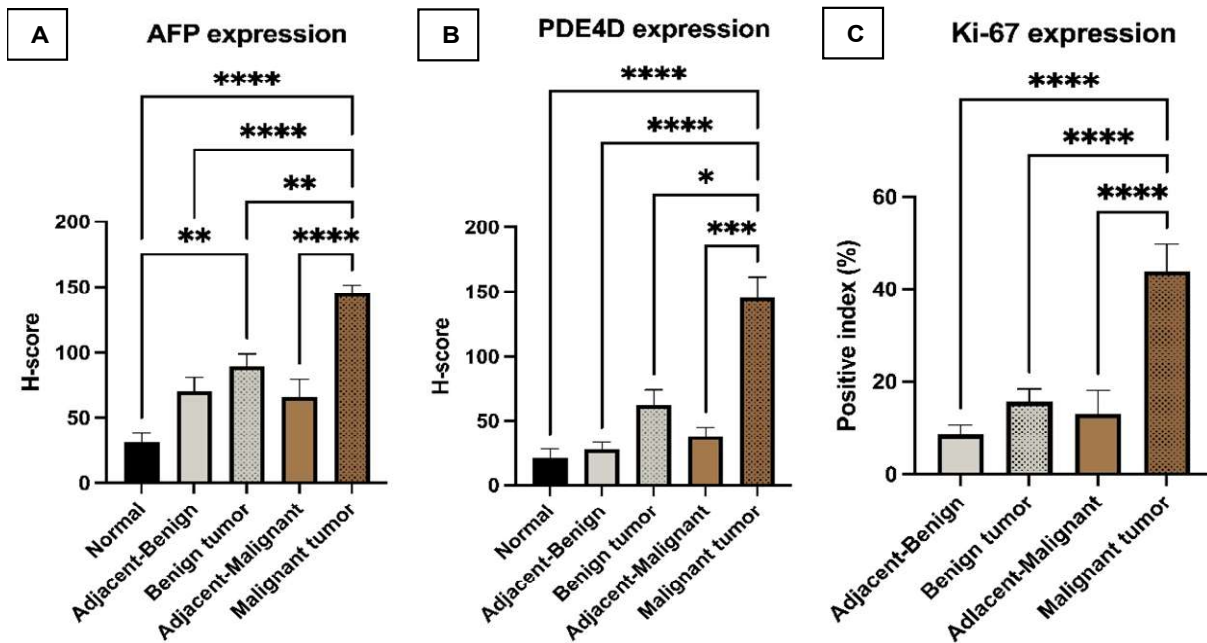 A
AFP expression
****
****
**
**
****
200
150
100
50
0
H-score
Normal
Adjacent-Benign
Benign tumor
Adjacent-Malignant
Malignant tumor
B
PDE4D expression
****
****
*
***
200
150
100
50
0
H-score
Normal
Adjacent-Benign
Benign tumor
Adjacent-Malignant
Malignant tumor
C
Ki-67 expression
****
****
****
60
40
20
0
Positive index (%)
Adjacent-Benign
Benign tumor
Adlacent-Malignant
Malignant tumor